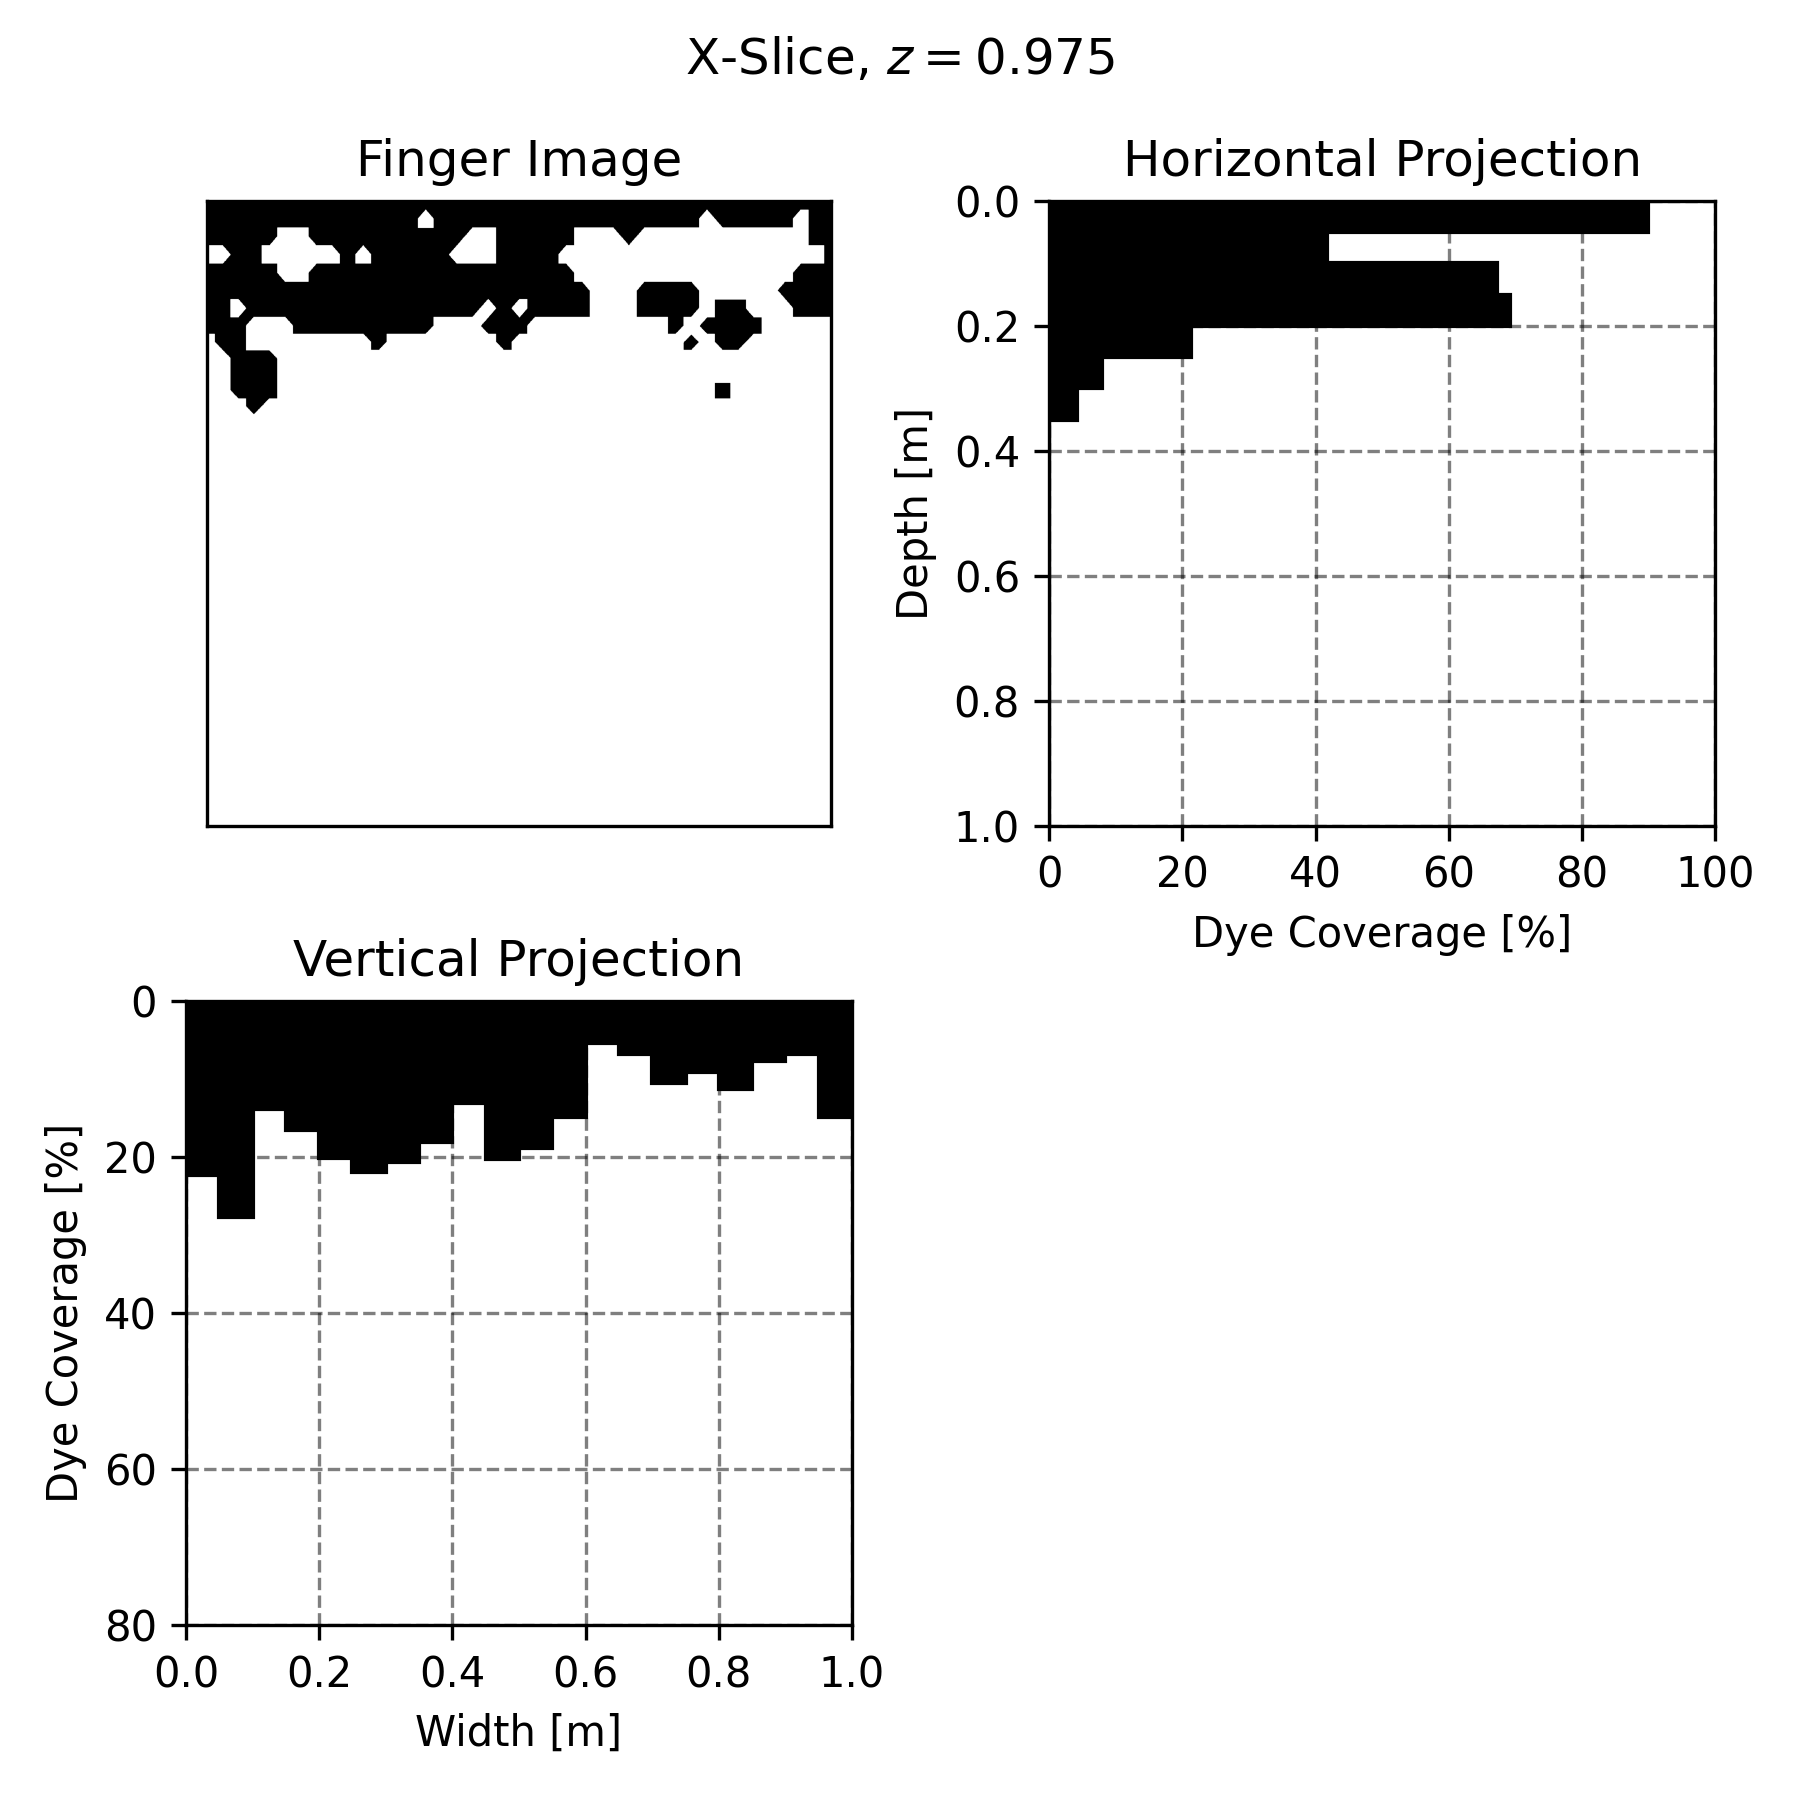 X-Slice, z = 0.975
Finger Image
Horizontal Projection
0.0
0.2
0.4
0.6
0.8
1.0
Depth [m]
0 20 40 60 80 100
Dye Coverage [%]
Vertical Projection
0
20
40
60
80
Dye Coverage [%]
0.0 0.2 0.4 0.6 0.8 1.0
Width [m]